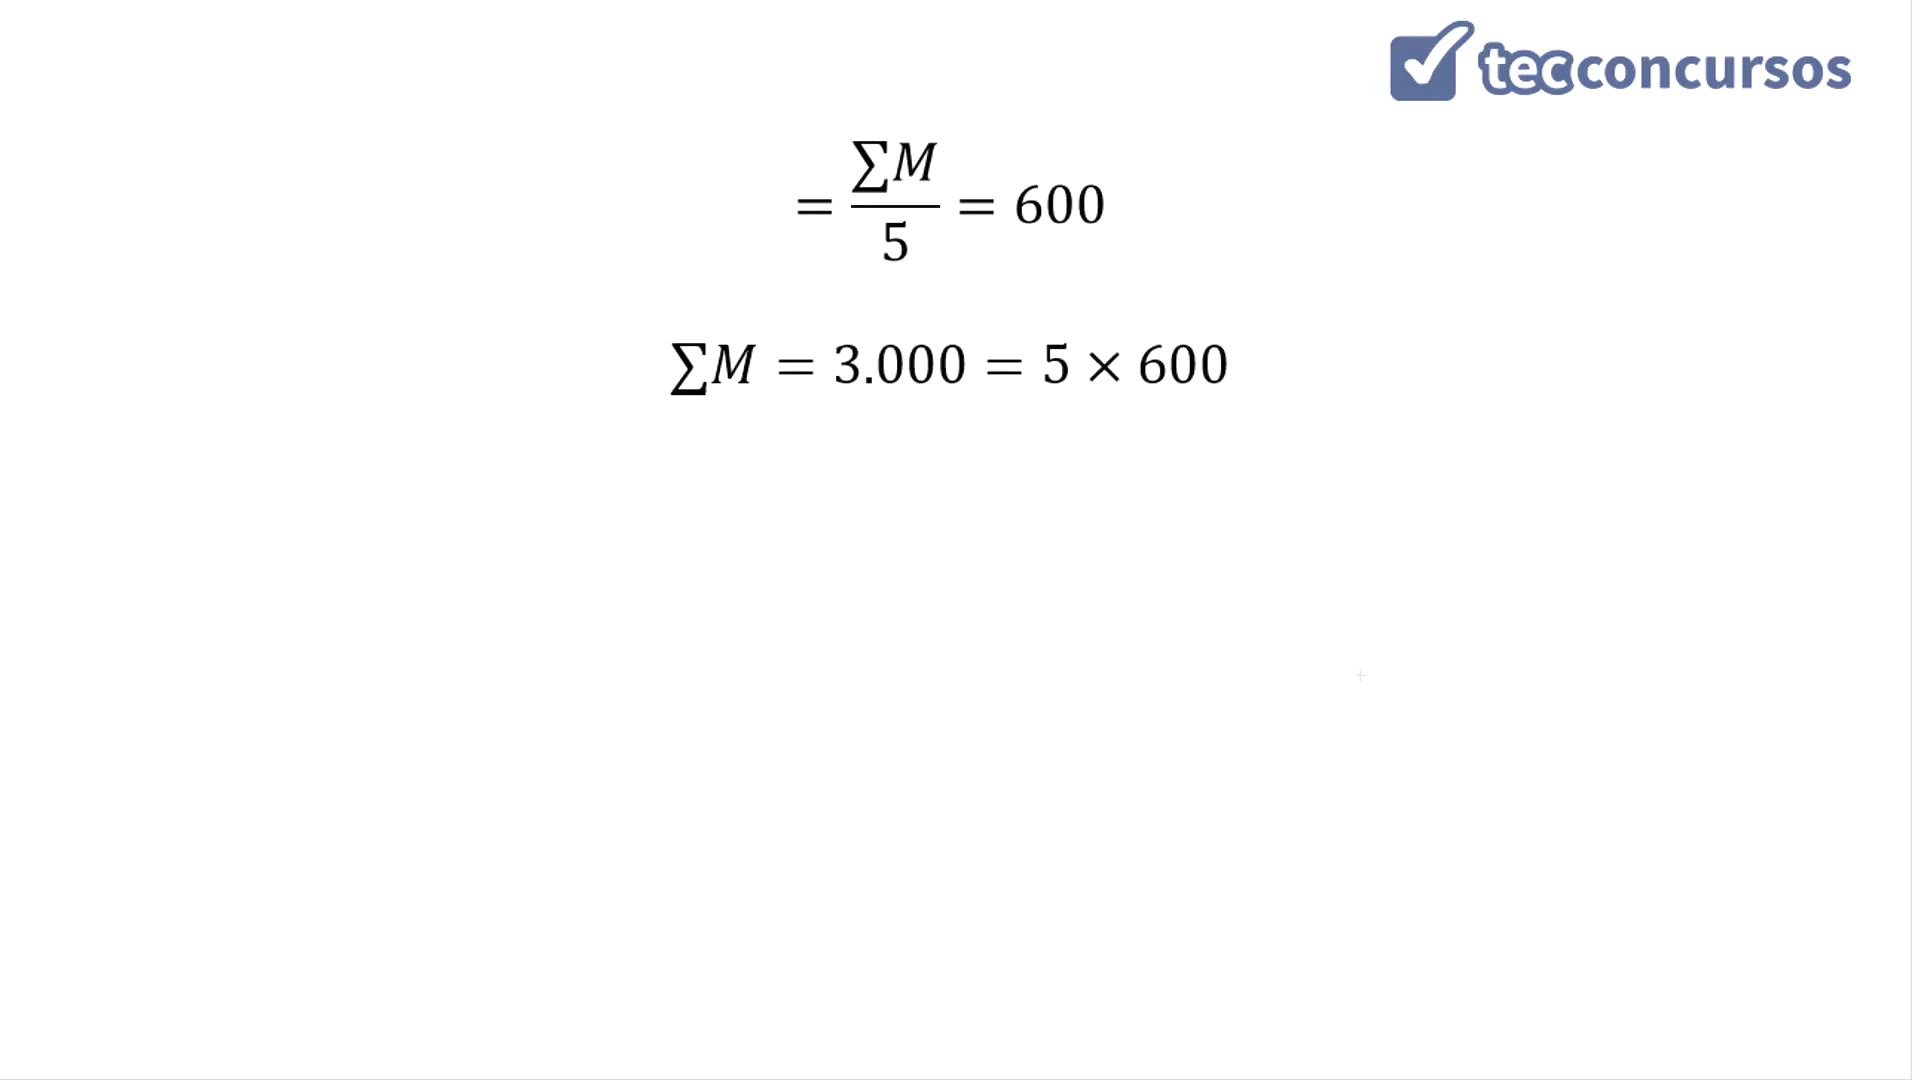 tecconcursos
= ∑M/5 = 600
∑M = 3.000 = 5 × 600